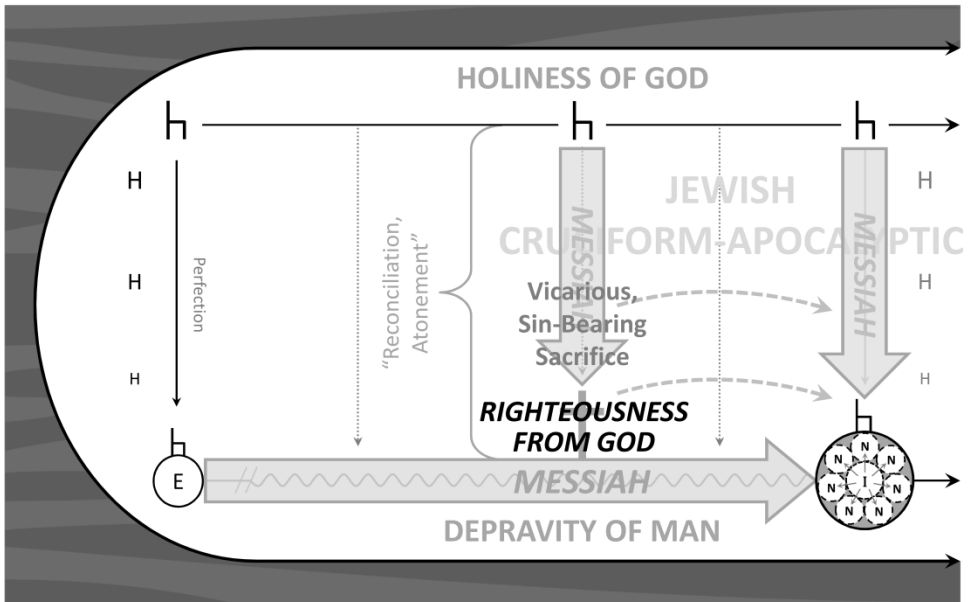 HOLINESS OF GOD
H
H
H
Perfection
"Reconciliation,
Atonement"
MESSIAH
Vicarious,
Sin-Bearing
Sacrifice
JEWISH
CRUCIFORM-APOCALYPTIC
MESSIAH
H
H
H
RIGHTEOUSNESS
FROM GOD
E
MESSIAH
N
N
N
N
I
N
N
N
N
DEPRAVITY OF MAN